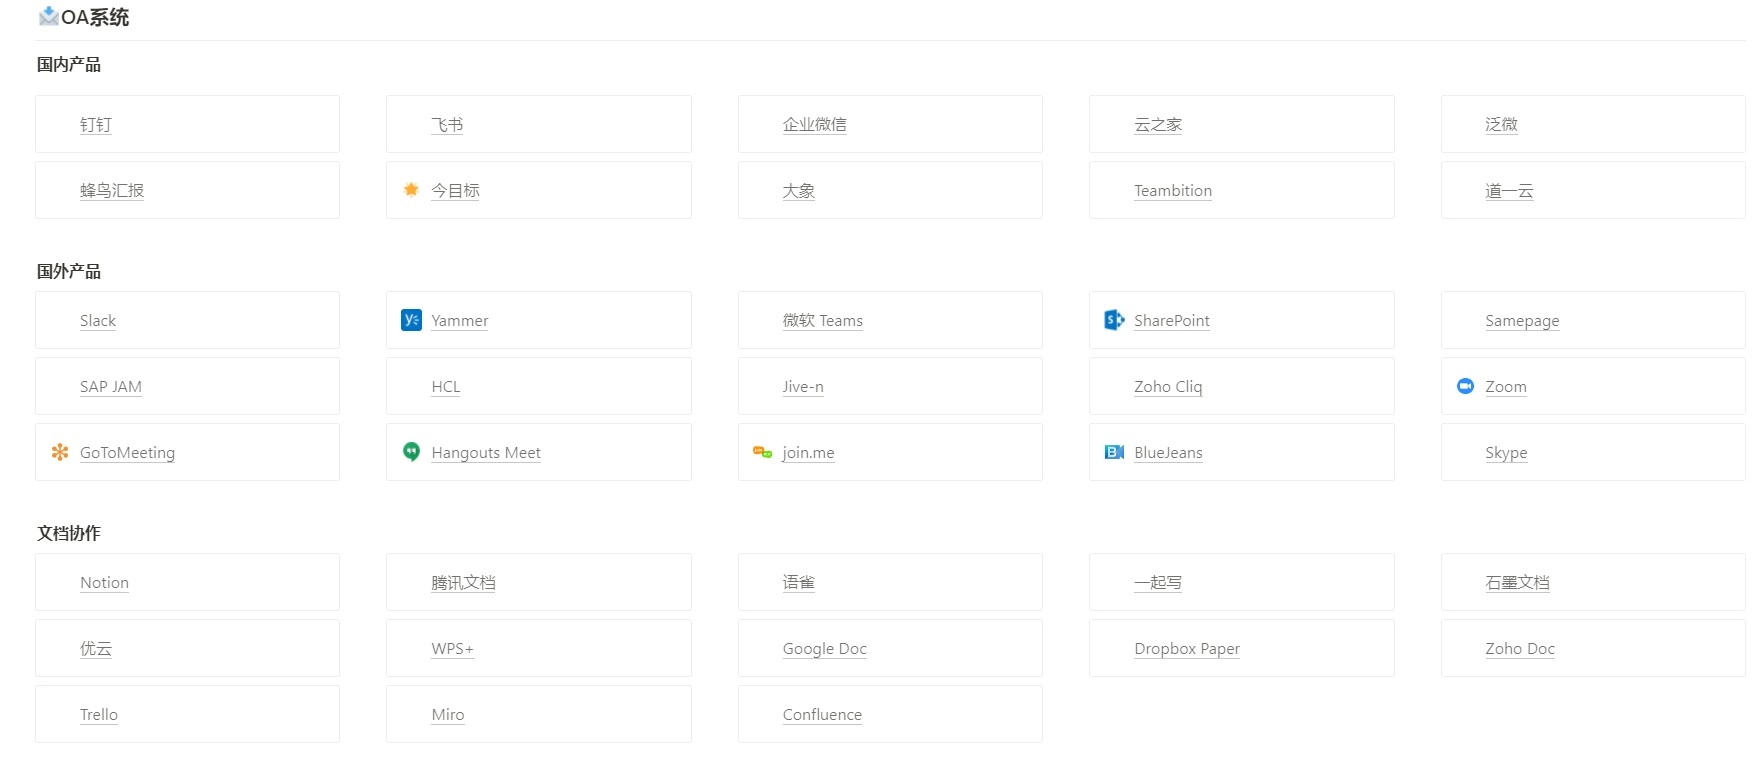 OA系统
国内产品
钉钉 飞书 企业微信 云之家 泛微
蜂鸟汇报 今目标 大象 Teambition 道一云
国外产品
Slack Yammer 微软 Teams SharePoint Samepage
SAP JAM HCL Jive-n Zoho Cliq Zoom
GoToMeeting Hangouts Meet join.me BlueJeans Skype
文档协作
Notion 腾讯文档 语雀 一起写 石墨文档
优云 WPS+ Google Doc Dropbox Paper Zoho Doc
Trello Miro Confluence